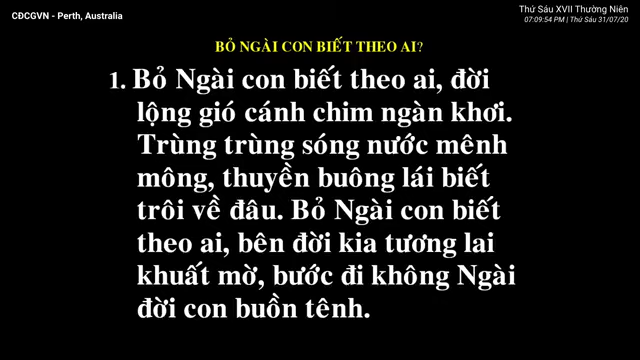 CĐCGVN - Perth, Australia
Thứ Sáu XVII Thường Niên
07:09:54 PM | Thứ Sáu 31/07/20
BỎ NGÀI CON BIẾT THEO AI?
1. Bỏ Ngài con biết theo ai, đời
lộng gió cánh chim ngàn khơi.
Trùng trùng sóng nước mênh
mông, thuyền buông lái biết
trôi về đâu. Bỏ Ngài con biết
theo ai, bên đời kia tương lai
khuất mờ, bước đi không Ngài
đời con buồn tênh.